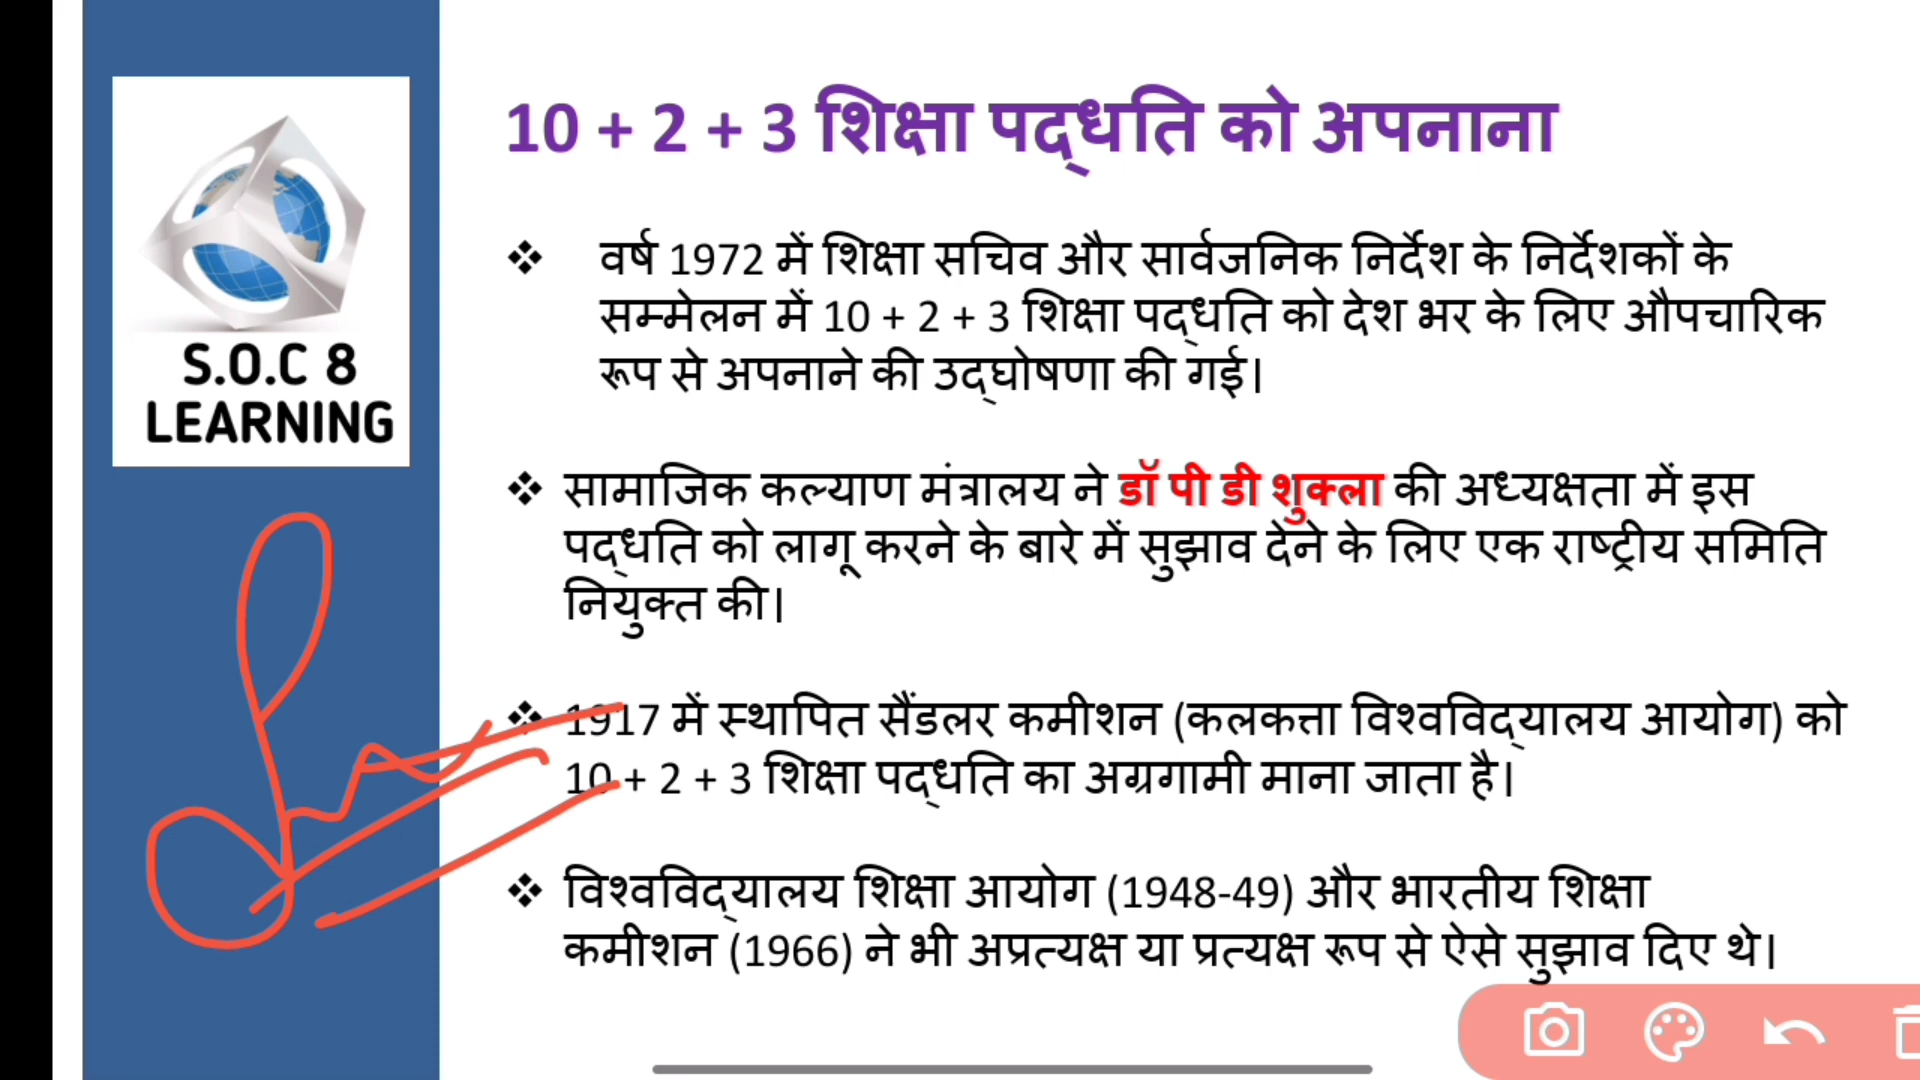 S.O.C 8
LEARNING
10 + 2 + 3 शिक्षा पद्धति को अपनाना
❖ वर्ष 1972 में शिक्षा सचिव और सार्वजनिक निर्देश के निर्देशकों के
सम्मेलन में 10 + 2 + 3 शिक्षा पद्धति को देश भर के लिए औपचारिक
रूप से अपनाने की उद्घोषणा की गई।
❖ सामाजिक कल्याण मंत्रालय ने डॉ पी डी शुक्ला की अध्यक्षता में इस
पद्धति को लागू करने के बारे में सुझाव देने के लिए एक राष्ट्रीय समिति
नियुक्त की।
❖ 1917 में स्थापित सैंडलर कमीशन (कलकत्ता विश्वविद्यालय आयोग) को
10 + 2 + 3 शिक्षा पद्धति का अग्रगामी माना जाता है।
❖ विश्वविद्यालय शिक्षा आयोग (1948-49) और भारतीय शिक्षा
कमीशन (1966) ने भी अप्रत्यक्ष या प्रत्यक्ष रूप से ऐसे सुझाव दिए थे।